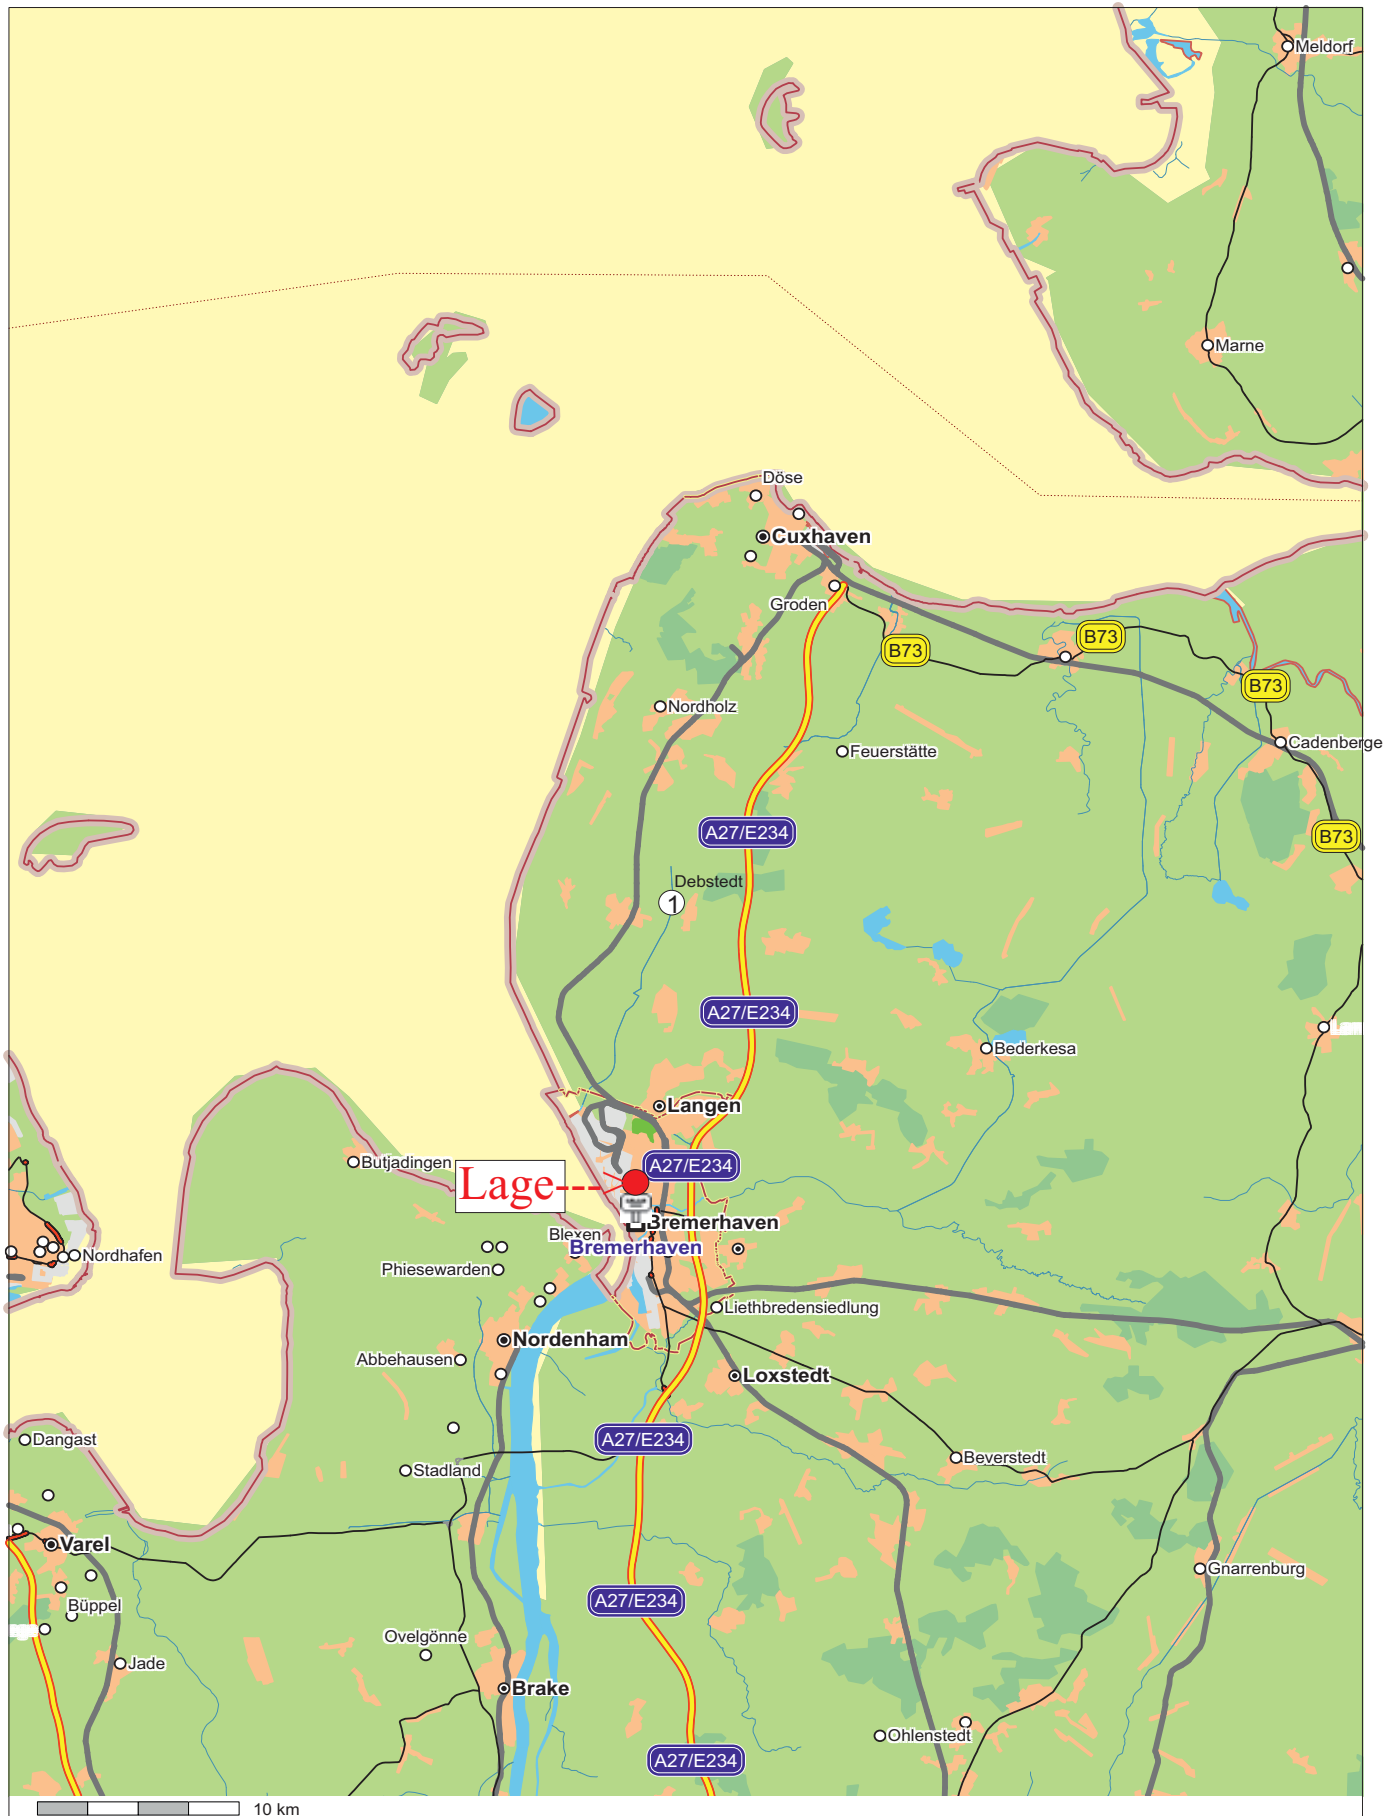 Meldorf
Marne
Döse
Cuxhaven
Groden
B73
B73
B73
Nordholz
Cadenberge
Feuerstätte
A27/E234
B73
Debstedt
1
A27/E234
Bederkesa
Langen
Butjadingen
A27/E234
Lage
Bremerhaven
Blexen
Bremerhaven
Nordhafen
Phiesewarden
Liethbredensiedlung
Nordenham
Abbehausen
Loxstedt
Dangast
A27/E234
Beverstedt
Stadland
Varel
Gnarrenburg
A27/E234
Büppel
Ovelgönne
Jade
Brake
Ohlenstedt
A27/E234
10 km